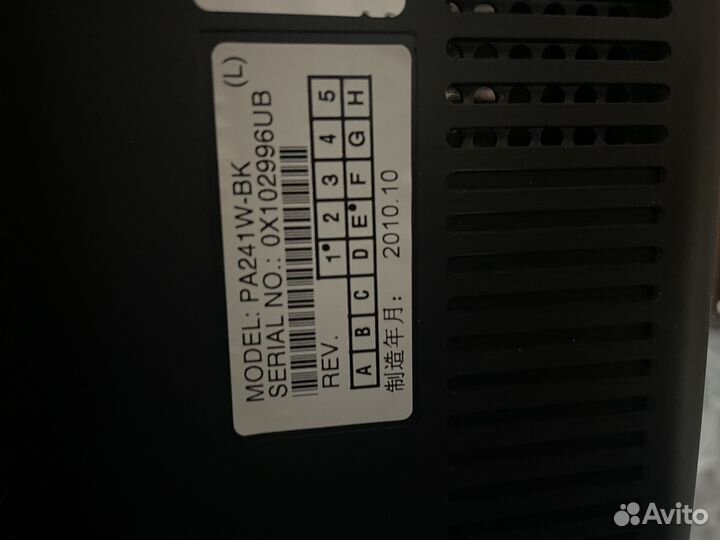 MODEL: PA241W-BK (L)
SERIAL NO.: 0X102996UB
REV. 1 2 3 4 5
A B C D E F G H
制造年月: 2010.10
Avito